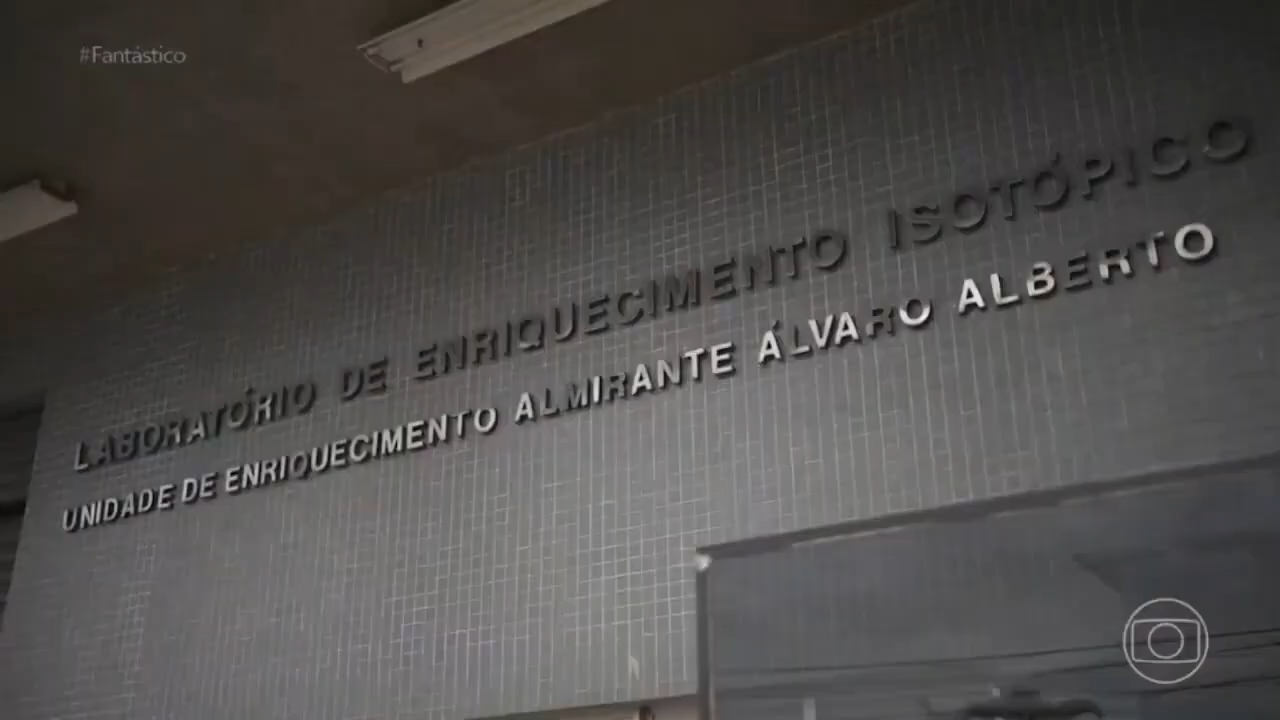 #Fantástico
LABORATÓRIO DE ENRIQUECIMENTO ISOTÓPICO
UNIDADE DE ENRIQUECIMENTO ALMIRANTE ÁLVARO ALBERTO